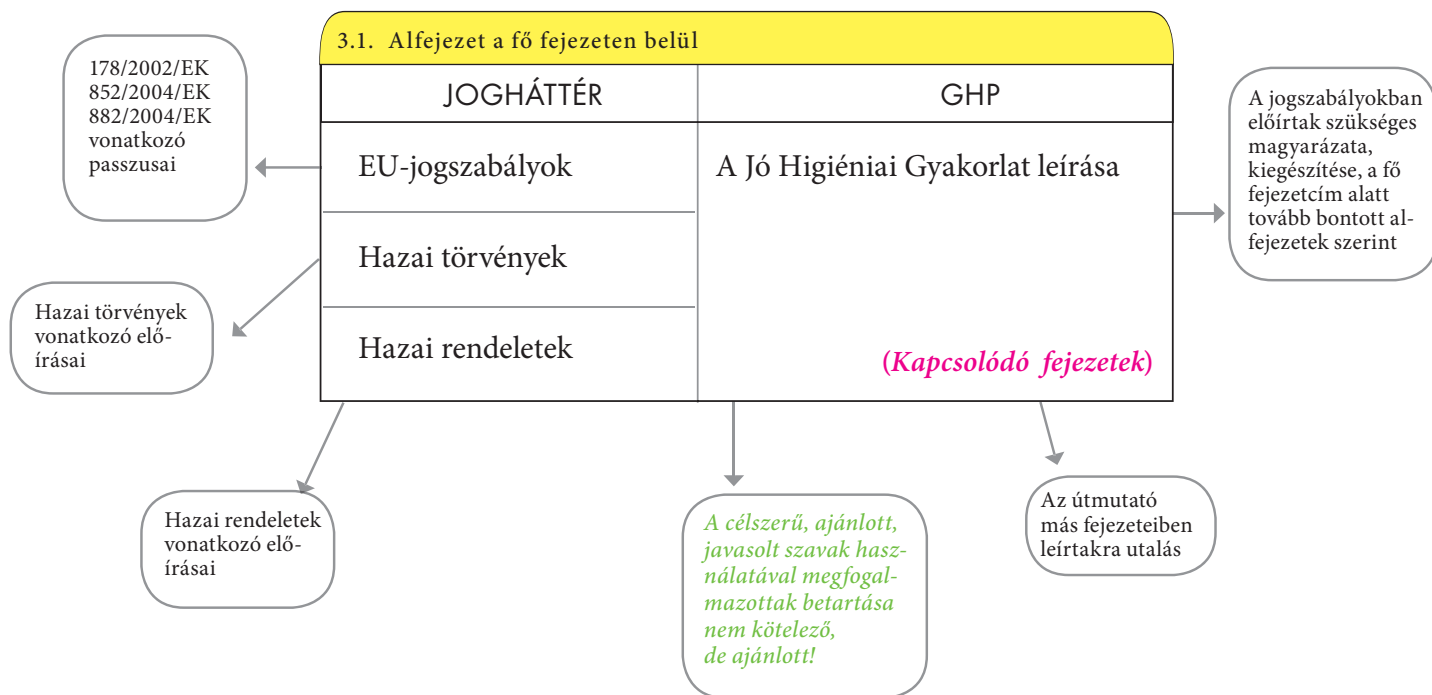 3.1. Alfejezet a fő fejezeten belül
178/2002/EK
852/2004/EK
882/2004/EK
vonatkozó
passzusai
JOGHÁTTÉR
GHP
EU-jogszabályok
A Jó Higiéniai Gyakorlat leírása
A jogszabályokban
előírtak szükséges
magyarázata,
kiegészítése, a fő
fejezetcím alatt
tovább bontott al-
fejezetek szerint
Hazai törvények
Hazai törvények
vonatkozó elő-
írásai
Hazai rendeletek
(Kapcsolódó fejezetek)
Hazai rendeletek
vonatkozó elő-
írásai
A célszerű, ajánlott,
javasolt szavak hasz-
nálatával megfogal-
mazottak betartása
nem kötelező,
de ajánlott!
Az útmutató
más fejezeteiben
leírtakra utalás